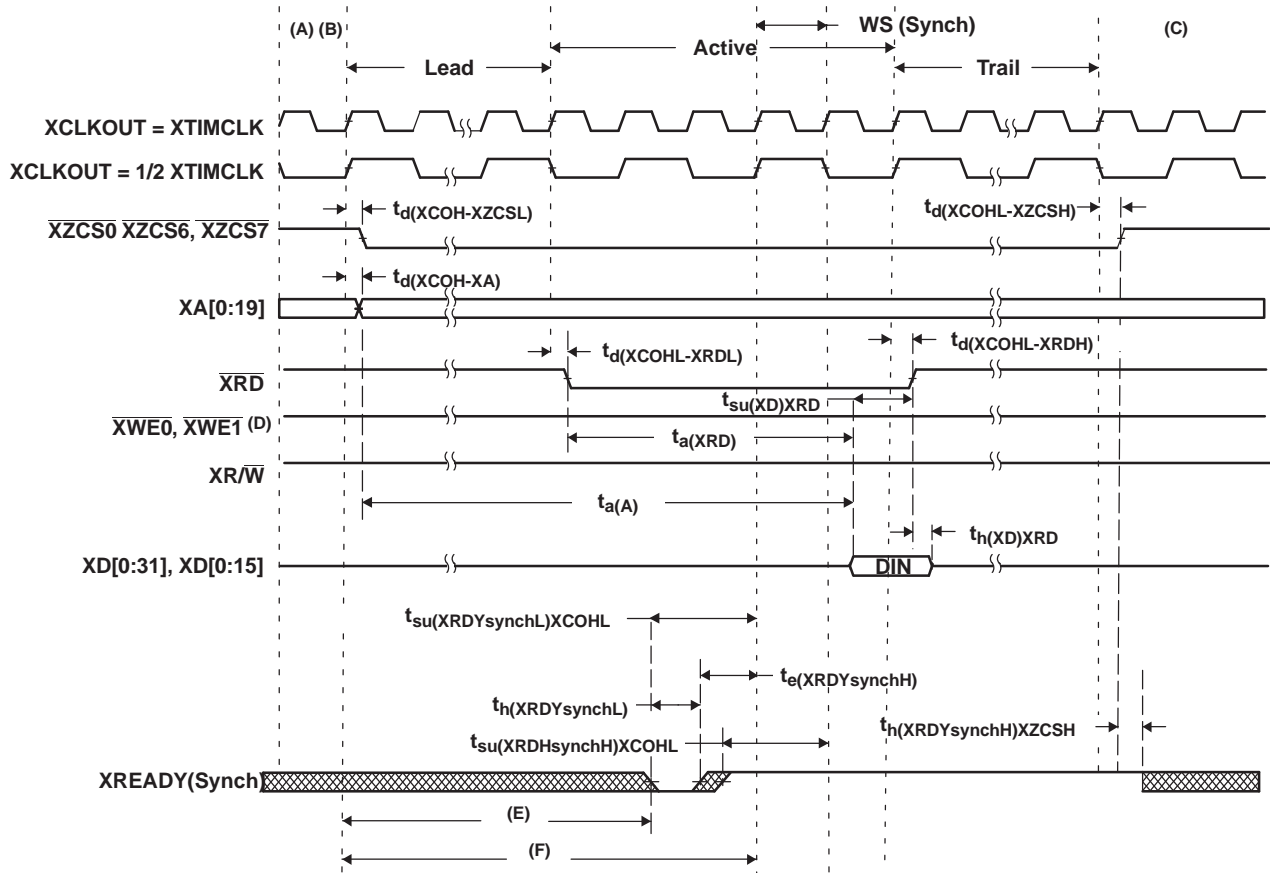 (A) (B)
WS (Synch)
(C)
Active
Lead
Trail
XCLKOUT = XTIMCLK
XCLKOUT = 1/2 XTIMCLK
td(XCOH-XZCSL)
td(XCOHL-XZCSH)
XZCS0 XZCS6, XZCS7
td(XCOH-XA)
XA[0:19]
td(XCOHL-XRDL)
td(XCOHL-XRDH)
XRD
tsu(XD)XRD
XWE0, XWE1 (D)
ta(XRD)
XR/W
ta(A)
th(XD)XRD
XD[0:31], XD[0:15]
DIN
tsu(XRDYsynchL)XCOHL
te(XRDYsynchH)
th(XRDYsynchL)
th(XRDYsynchH)XZCSH
tsu(XRDHsynchH)XCOHL
XREADY(Synch)
(E)
(F)